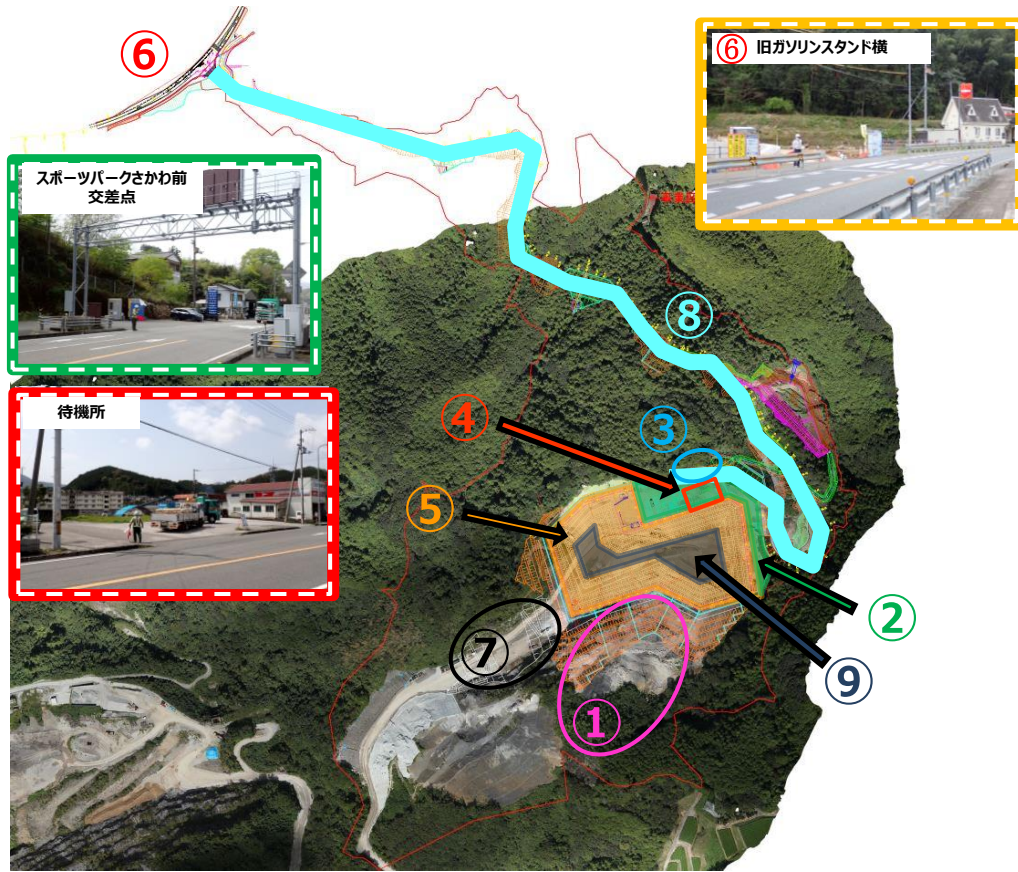 ⑥
⑥ 旧ガソリンスタンド横
スポーツパークさかわ前
交差点
⑧
待機所
④
③
⑤
②
⑦
⑨
①